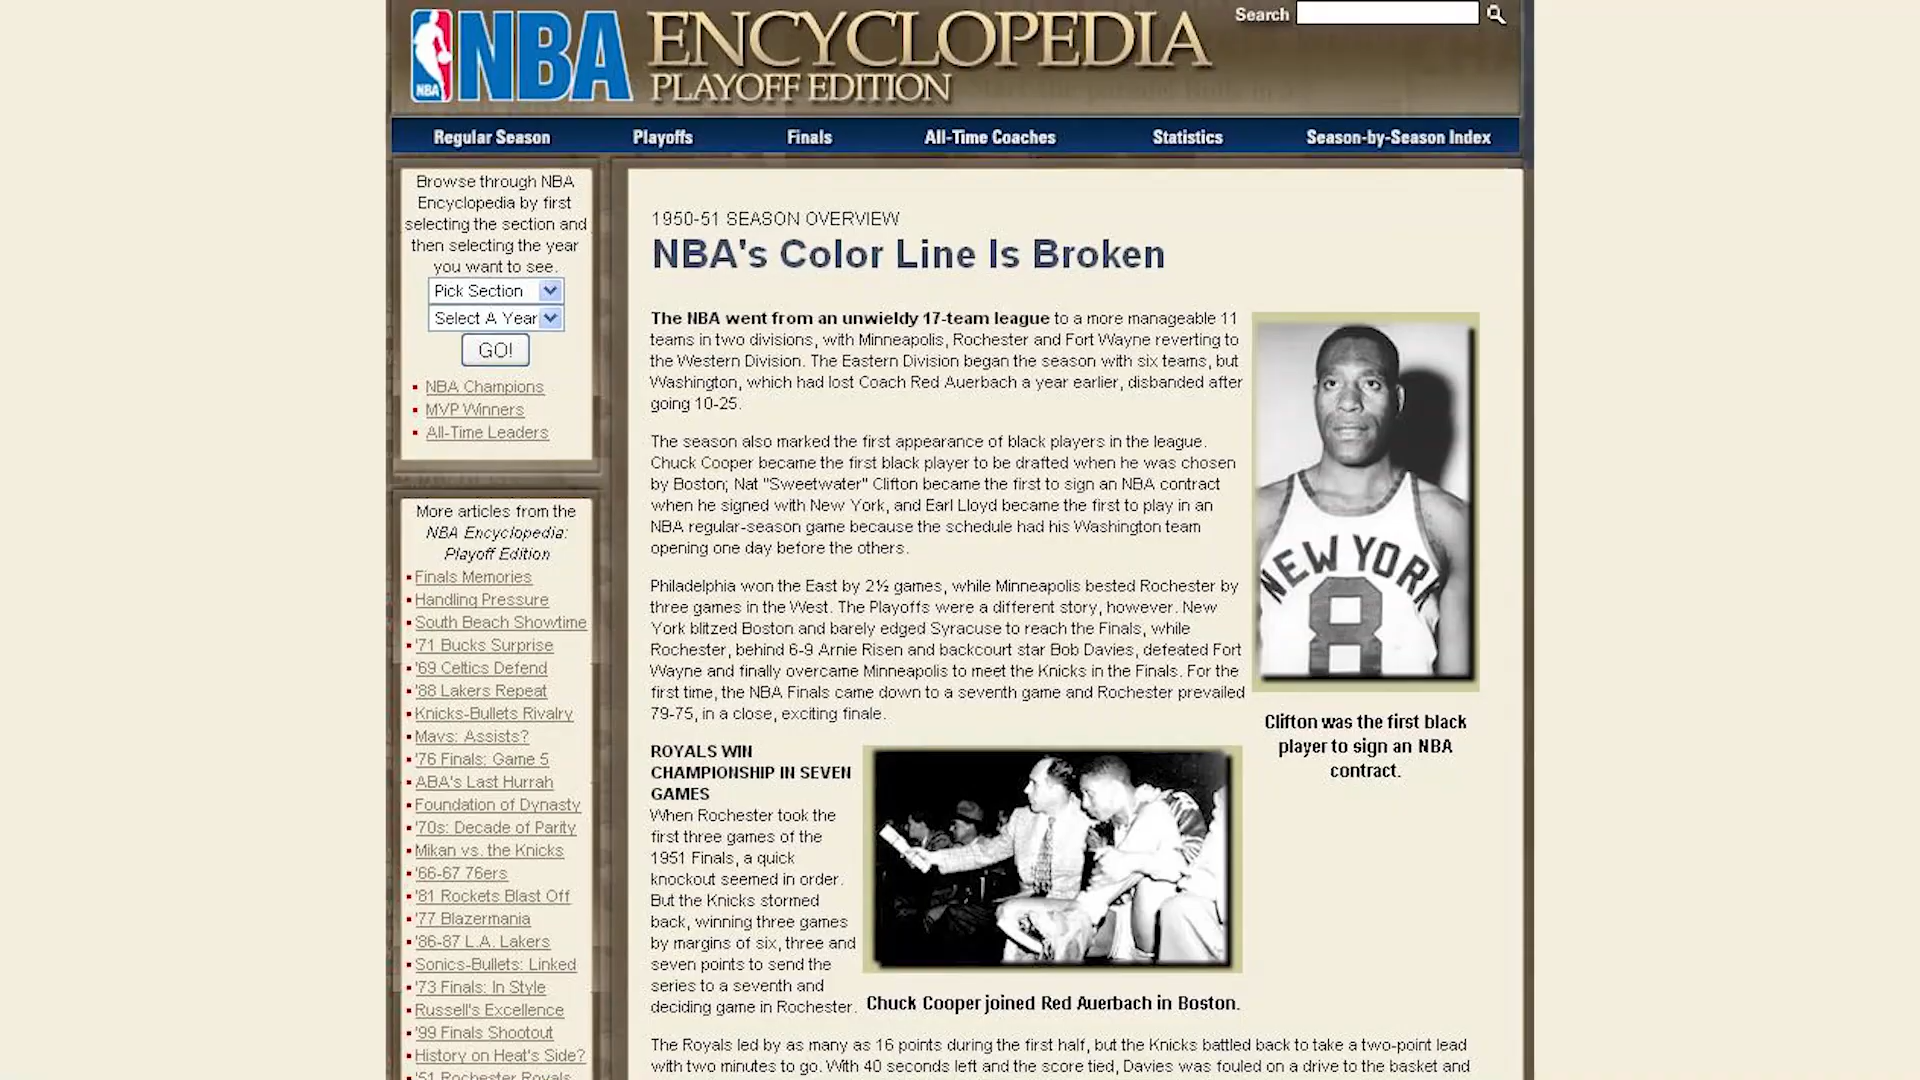 NBA
NBA
ENCYCLOPEDIA
PLAYOFF EDITION
Search
Regular Season
Playoffs
Finals
All-Time Coaches
Statistics
Season-by-Season Index
Browse through NBA
Encyclopedia by first
selecting the section and
then selecting the year
you want to see.
Pick Section
Select A Year
GO!
NBA Champions
MVP Winners
All-Time Leaders
More articles from the
NBA Encyclopedia:
Playoff Edition
Finals Memories
Handling Pressure
South Beach Showtime
'71 Bucks Surprise
'69 Celtics Defend
'88 Lakers Repeat
Knicks-Bullets Rivalry
Mavs: Assists?
'76 Finals: Game 5
ABA's Last Hurrah
Foundation of Dynasty
'70s: Decade of Parity
Mikan vs. the Knicks
'66-67 76ers
'81 Rockets Blast Off
'77 Blazermania
'86-87 L.A. Lakers
Sonics-Bullets: Linked
'73 Finals: In Style
Russell's Excellence
'99 Finals Shootout
History on Heat's Side?
'51 Rochester Royals
1950-51 SEASON OVERVIEW
NBA's Color Line Is Broken
The NBA went from an unwieldy 17-team league to a more manageable 11
teams in two divisions, with Minneapolis, Rochester and Fort Wayne reverting to
the Western Division. The Eastern Division began the season with six teams, but
Washington, which had lost Coach Red Auerbach a year earlier, disbanded after
going 10-25.
The season also marked the first appearance of black players in the league.
Chuck Cooper became the first black player to be drafted when he was chosen
by Boston; Nat "Sweetwater" Clifton became the first to sign an NBA contract
when he signed with New York, and Earl Lloyd became the first to play in an
NBA regular-season game because the schedule had his Washington team
opening one day before the others.
Philadelphia won the East by 2½ games, while Minneapolis bested Rochester by
three games in the West. The Playoffs were a different story, however. New
York blitzed Boston and barely edged Syracuse to reach the Finals, while
Rochester, behind 6-9 Arnie Risen and backcourt star Bob Davies, defeated Fort
Wayne and finally overcame Minneapolis to meet the Knicks in the Finals. For the
first time, the NBA Finals came down to a seventh game and Rochester prevailed
79-75, in a close, exciting finale.
NEW YORK
8
Clifton was the first black
player to sign an NBA
contract.
ROYALS WIN
CHAMPIONSHIP IN SEVEN
GAMES
When Rochester took the
first three games of the
1951 Finals, a quick
knockout seemed in order.
But the Knicks stormed
back, winning three games
by margins of six, three and
seven points to send the
series to a seventh and
deciding game in Rochester.
Chuck Cooper joined Red Auerbach in Boston.
The Royals led by as many as 16 points during the first half, but the Knicks battled back to take a two-point lead
with two minutes to go. With 40 seconds left and the score tied, Davies was fouled on a drive to the basket and